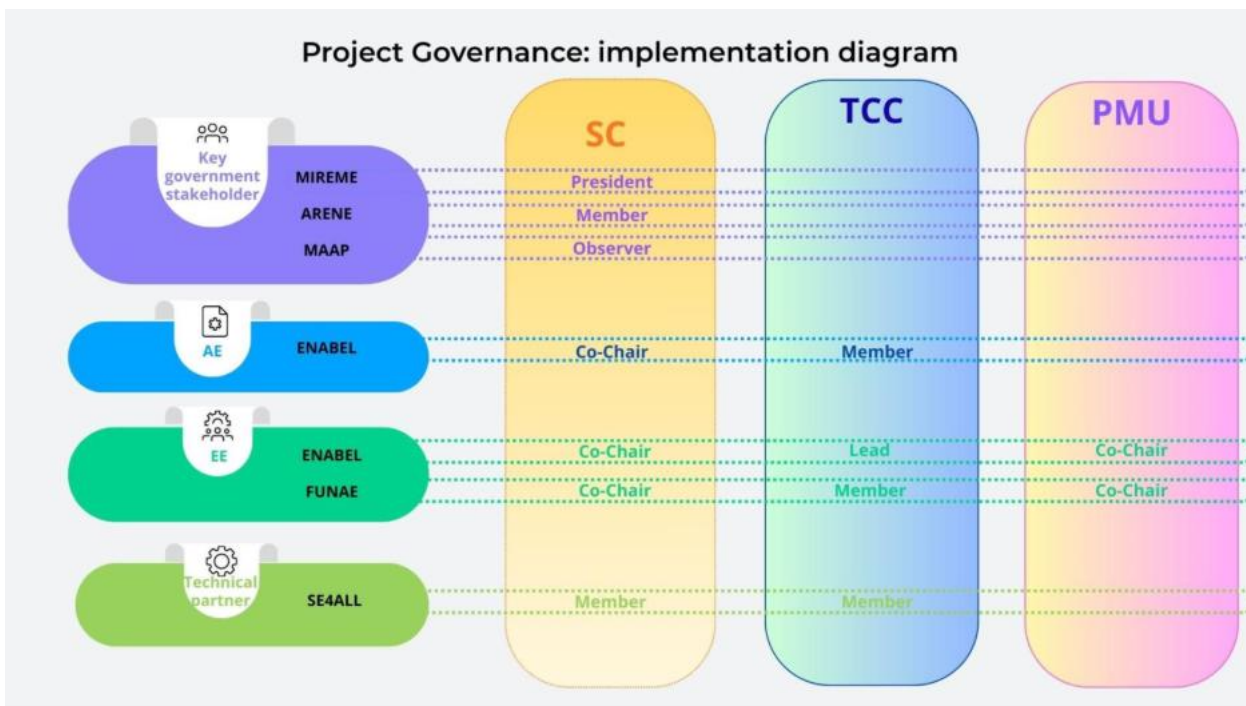 Project Governance: implementation diagram
SC
TCC
PMU
Key
government
stakeholder
MIREME
President
ARENE
Member
MAAP
Observer
AE
ENABEL
Co-Chair
Member
EE
ENABEL
Co-Chair
Lead
Co-Chair
FUNAE
Co-Chair
Member
Co-Chair
Technical
partner
SE4ALL
Member
Member